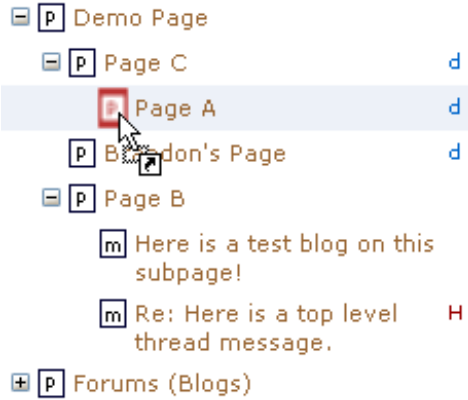 p Demo Page
p Page C d
p Page A d
p Brandon's Page d
p Page B
m Here is a test blog on this
subpage!
m Re: Here is a top level H
thread message.
p Forums (Blogs)